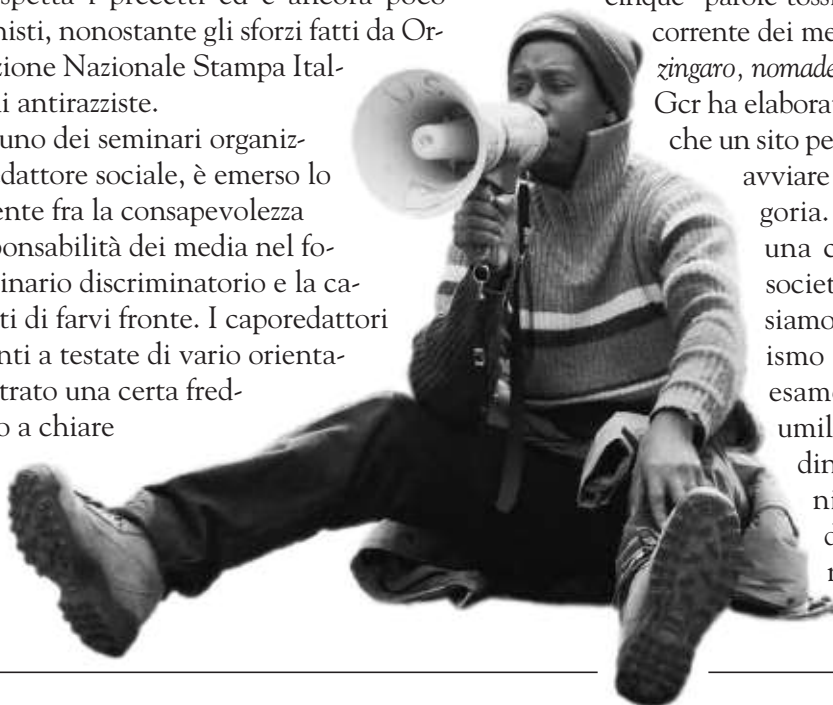 spetta i precetti ed è ancora poco
nisti, nonostante gli sforzi fatti da Or-
zione Nazionale Stampa Ital-
i antirazziste.
uno dei seminari organiz-
dattore sociale, è emerso lo
ente fra la consapevolezza
ponsabilità dei media nel fo-
inario discriminatorio e la ca-
ti di farvi fronte. I caporedattori
nti a testate di vario orienta-
trato una certa fred-
o a chiare
cinque "parole tossi
corrente dei me
zingaro, nomade
Gcr ha elaborat
che un sito pe
avviare
goria.
una c
societ
siamo
ismo
esame
umil
din
ni
d